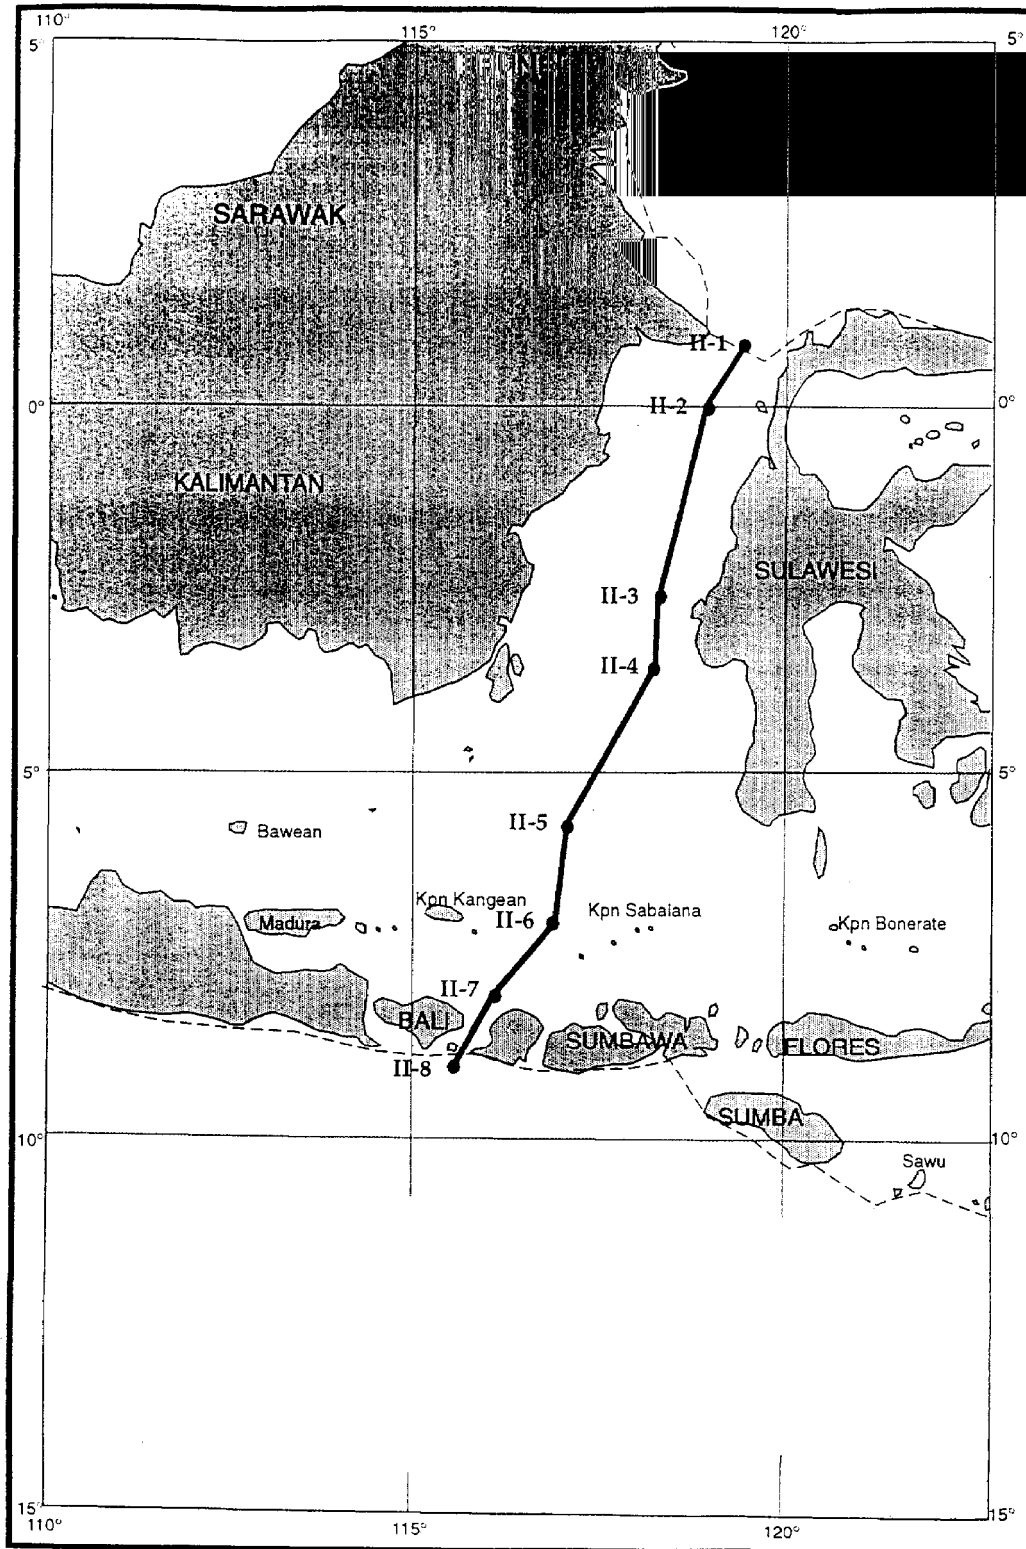 110°
115°
120°
5°
5°
SARAWAK
II-1
0°
II-2
0°
KALIMANTAN
SULAWESI
II-3
II-4
5°
5°
II-5
Bawean
Kpn Kangean
Kpn Sabalana
Madura
II-6
Kpn Bonerate
II-7
BALI
SUMBAWA
FLORES
II-8
SUMBA
10°
10°
Sawu
15°
15°
110°
115°
120°